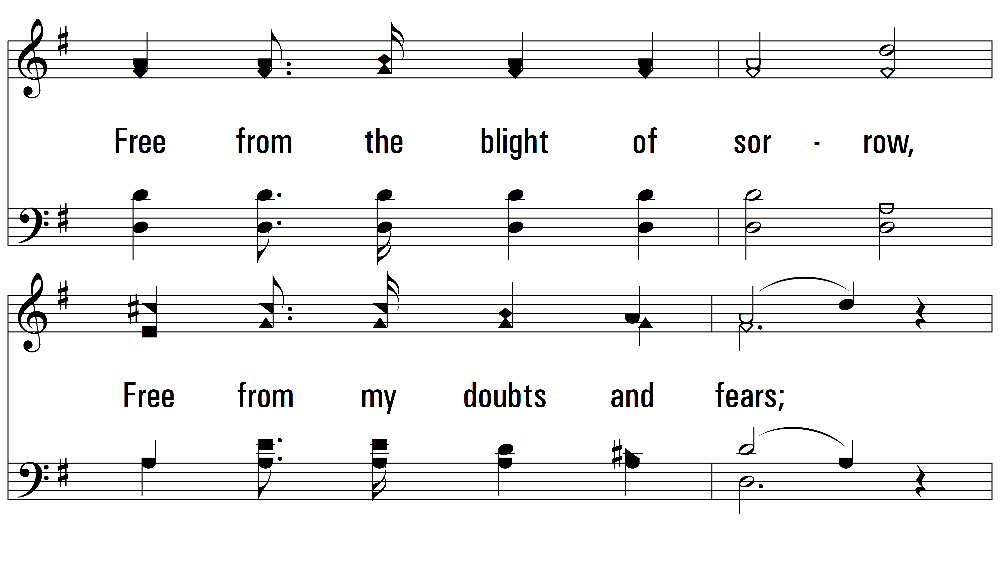 Free from the blight of sor - row,
Free from my doubts and fears;